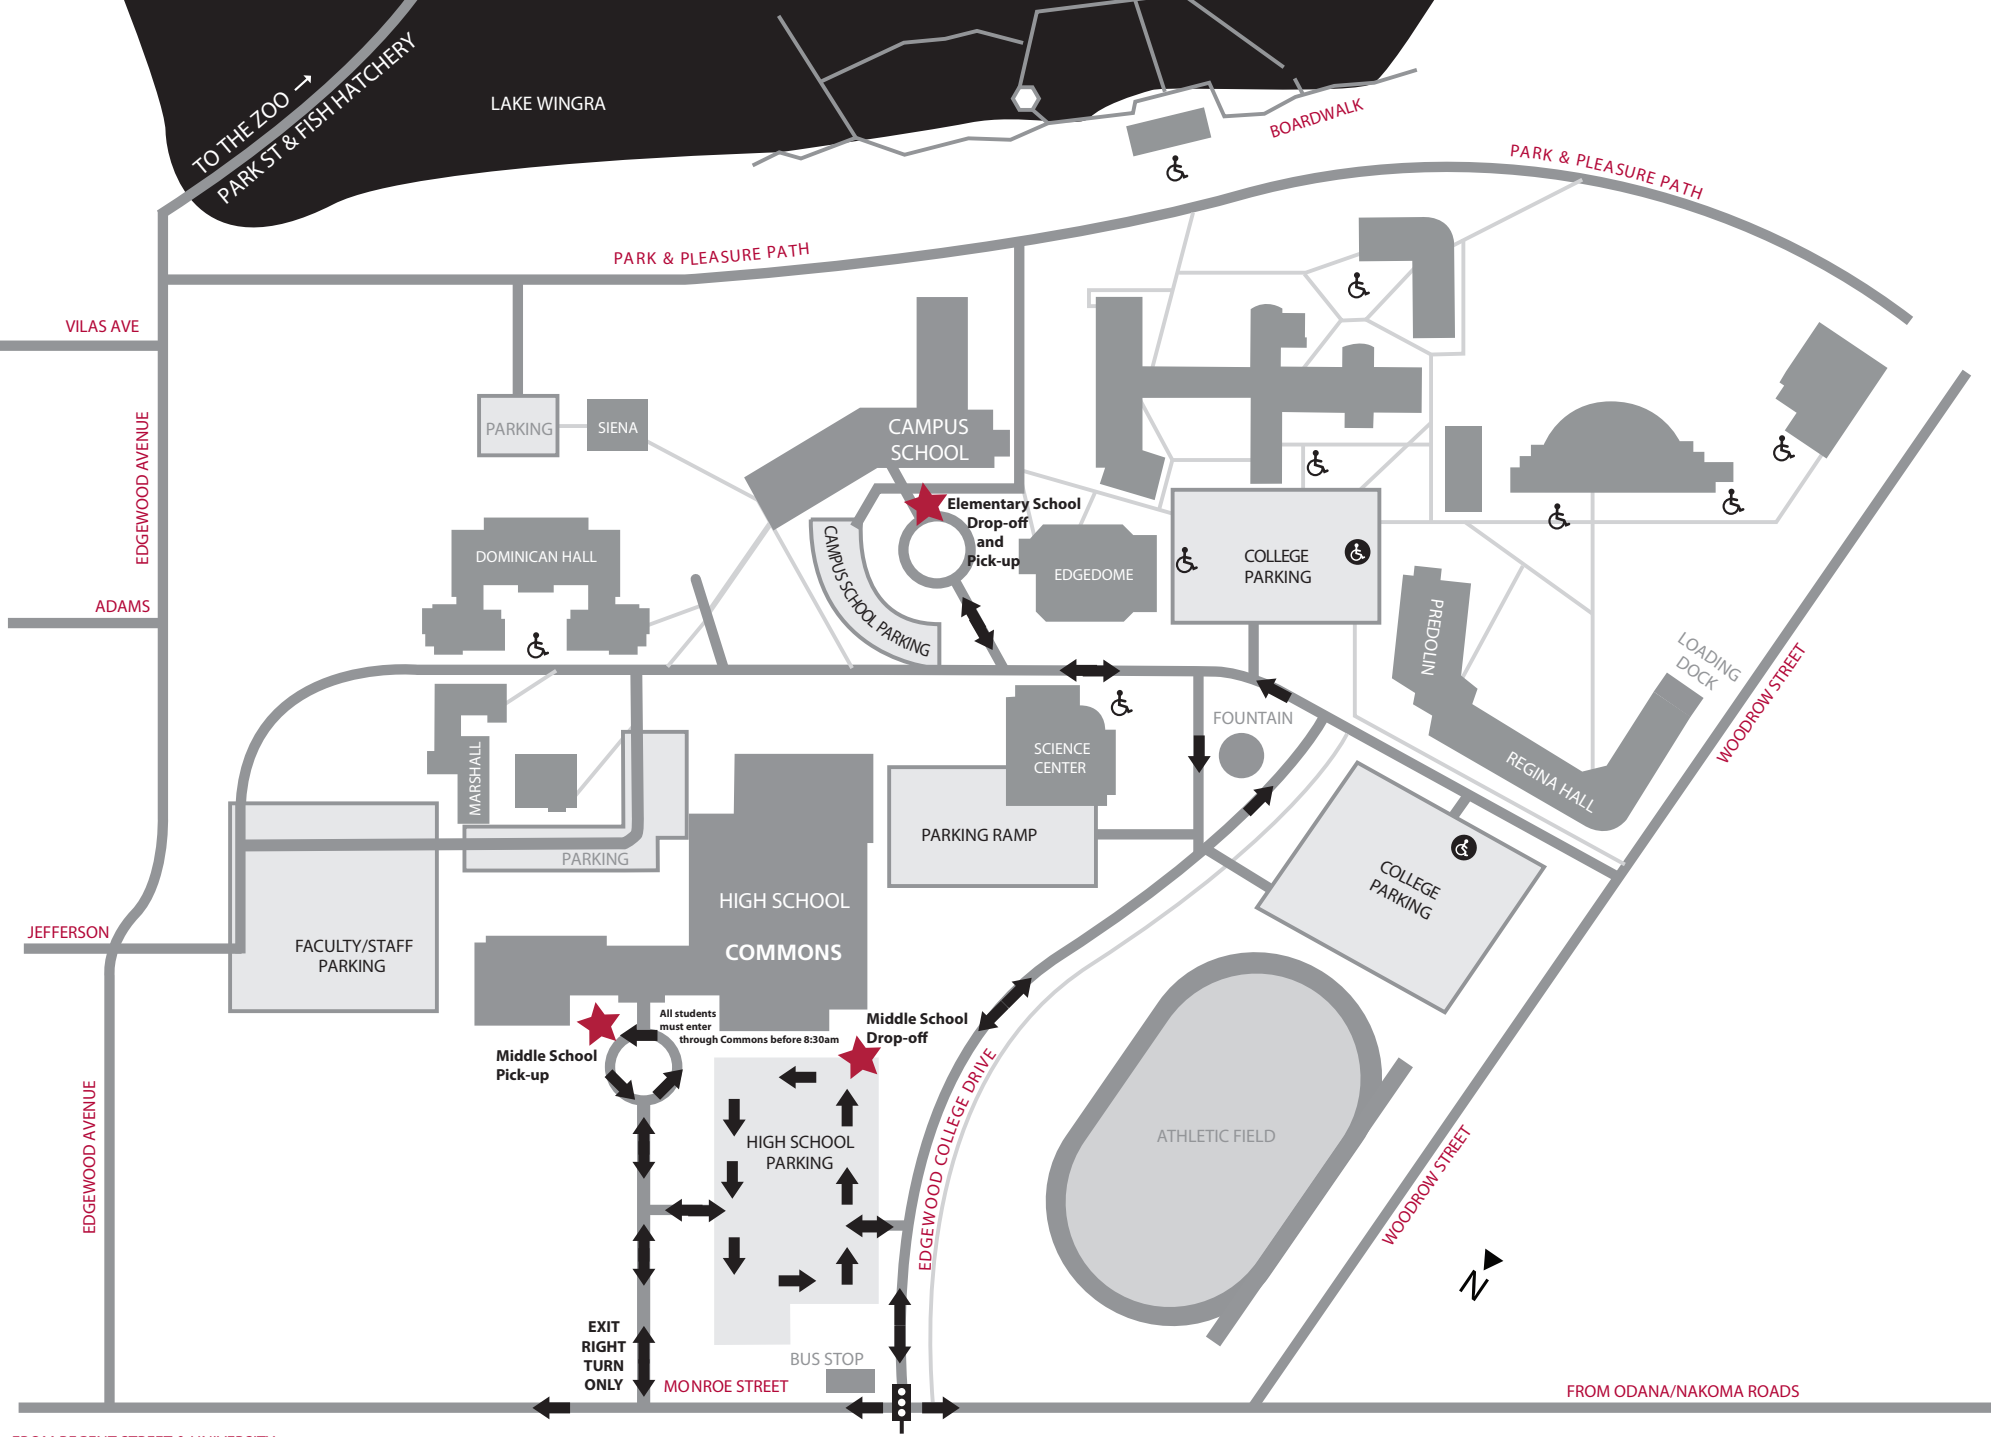 TO THE ZOO →
PARK ST & FISH HATCHERY
LAKE WINGRA
BOARDWALK
PARK & PLEASURE PATH
PARK & PLEASURE PATH
VILAS AVE
EDGEWOOD AVENUE
PARKING
SIENA
CAMPUS
SCHOOL
Elementary School
Drop-off
and
Pick-up
CAMPUS SCHOOL PARKING
DOMINICAN HALL
EDGEDOME
COLLEGE
PARKING
ADAMS
PREDOLIN
LOADING
DOCK
WOODROW STREET
REGINA HALL
FOUNTAIN
SCIENCE
CENTER
MARSHALL
PARKING
PARKING RAMP
COLLEGE
PARKING
HIGH SCHOOL
COMMONS
JEFFERSON
FACULTY/STAFF
PARKING
All students
must enter
through Commons before 8:30am
Middle School
Drop-off
Middle School
Pick-up
EDGEWOOD AVENUE
HIGH SCHOOL
PARKING
EDGEWOOD COLLEGE DRIVE
ATHLETIC FIELD
WOODROW STREET
N
EXIT
RIGHT
TURN
ONLY
BUS STOP
MONROE STREET
FROM ODANA/NAKOMA ROADS